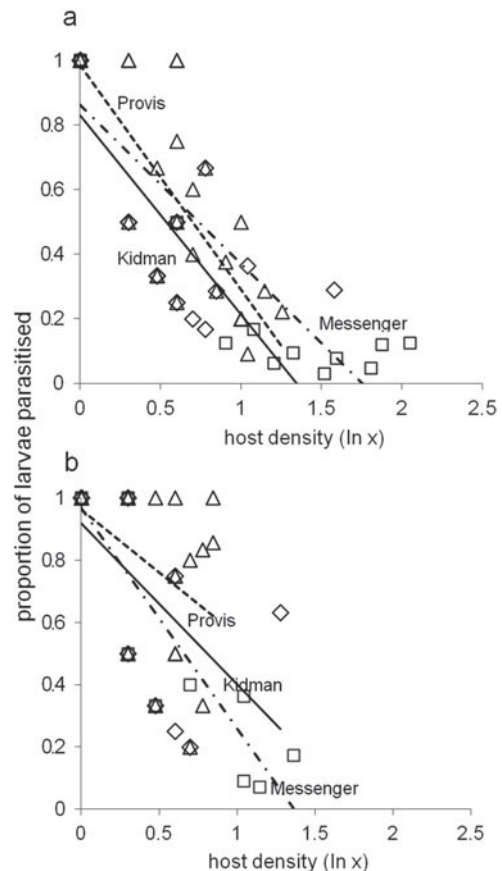 a
1
0.8
0.6
0.4
0.2
0
Provis
Kidman
Messenger
0 0.5 1 1.5 2 2.5
host density (ln x)
proportion of larvae parasitised
b
1
0.8
0.6
0.4
0.2
0
Provis
Kidman
Messenger
0 0.5 1 1.5 2 2.5
host density (ln x)